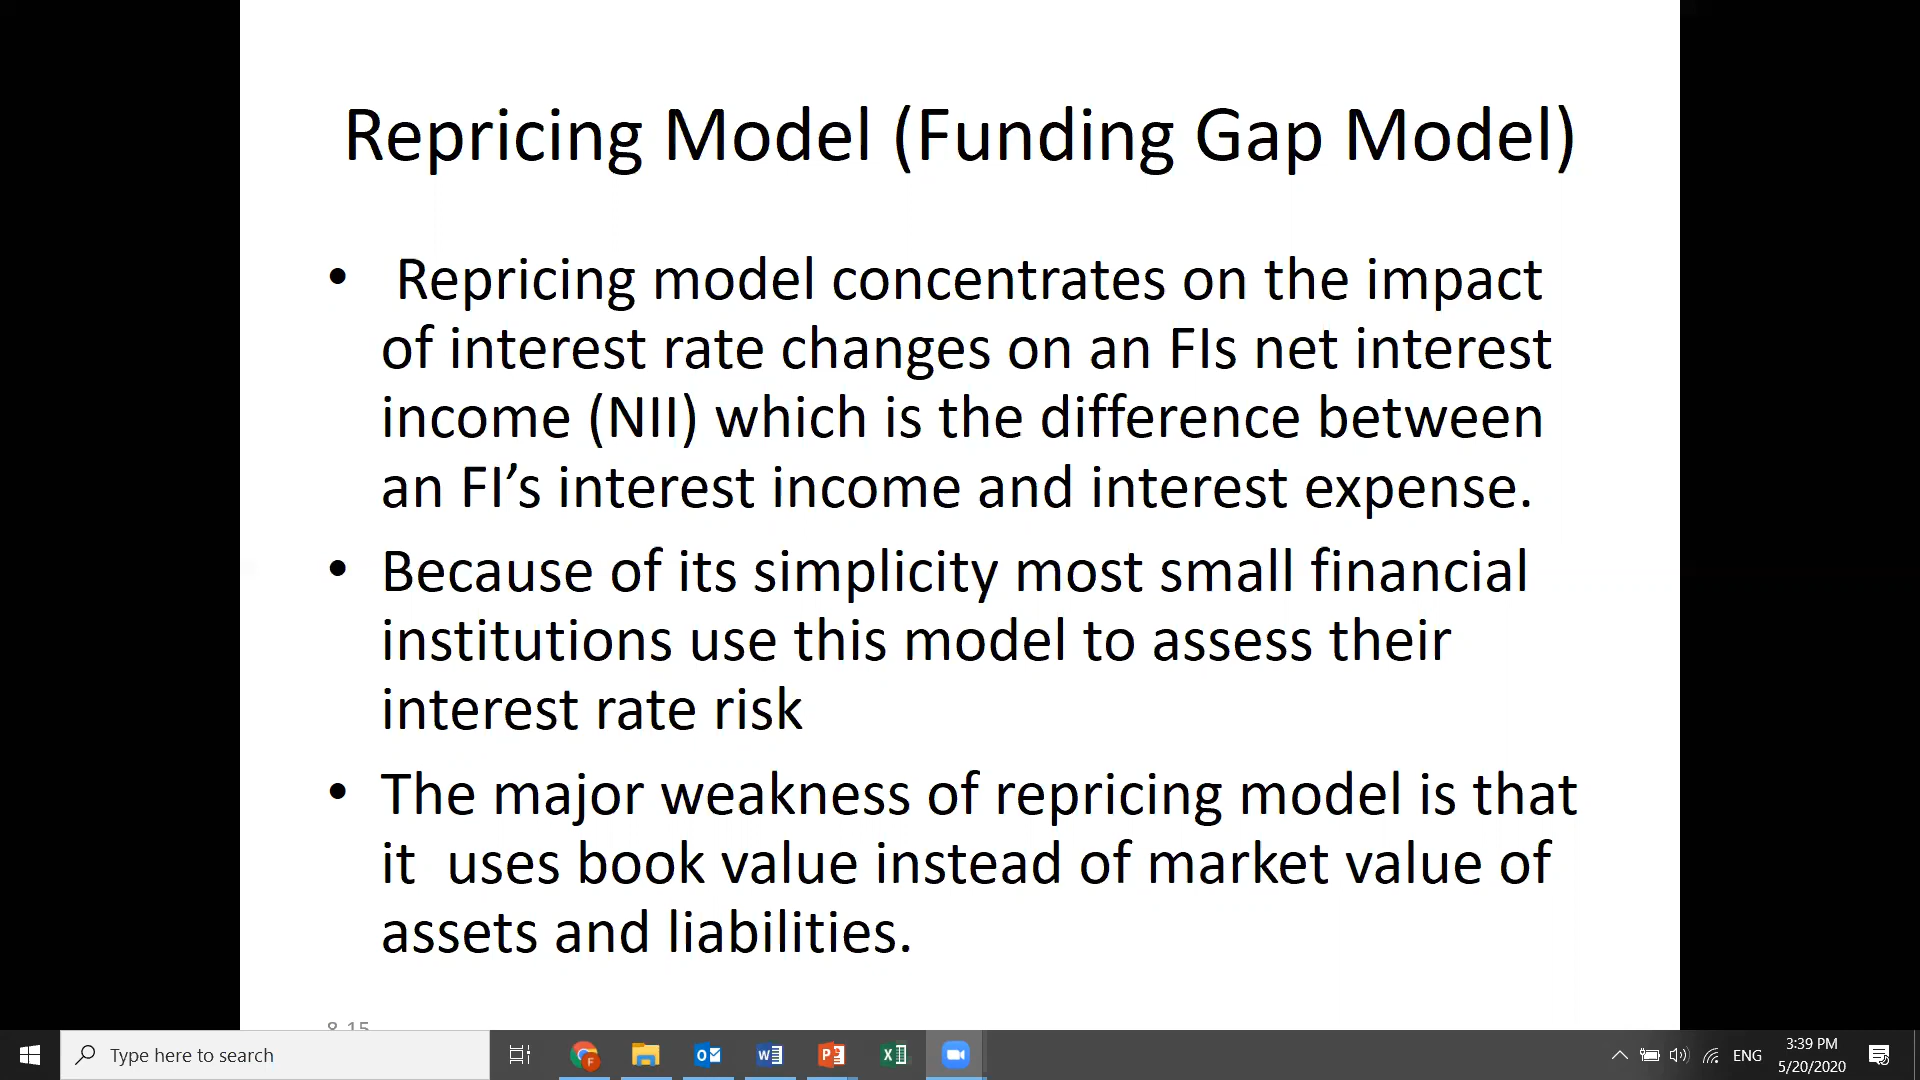 Repricing Model (Funding Gap Model)
• Repricing model concentrates on the impact
of interest rate changes on an FIs net interest
income (NII) which is the difference between
an FI’s interest income and interest expense.
• Because of its simplicity most small financial
institutions use this model to assess their
interest rate risk
• The major weakness of repricing model is that
it  uses book value instead of market value of
assets and liabilities.
8-15
Type here to search
ENG
3:39 PM
5/20/2020